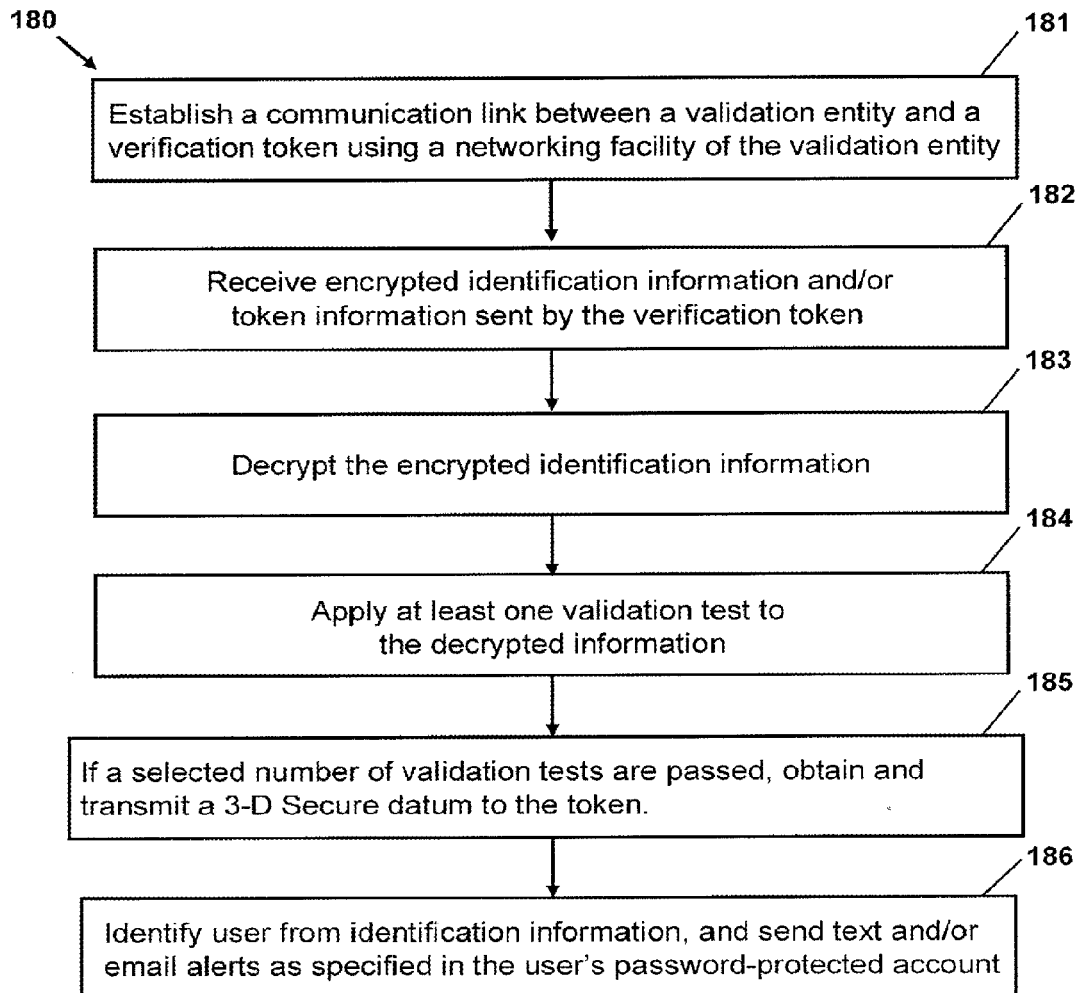 180
181
Establish a communication link between a validation entity and a
verification token using a networking facility of the validation entity
182
Receive encrypted identification information and/or
token information sent by the verification token
183
Decrypt the encrypted identification information
184
Apply at least one validation test to
the decrypted information
185
If a selected number of validation tests are passed, obtain and
transmit a 3-D Secure datum to the token.
186
Identify user from identification information, and send text and/or
email alerts as specified in the user's password-protected account